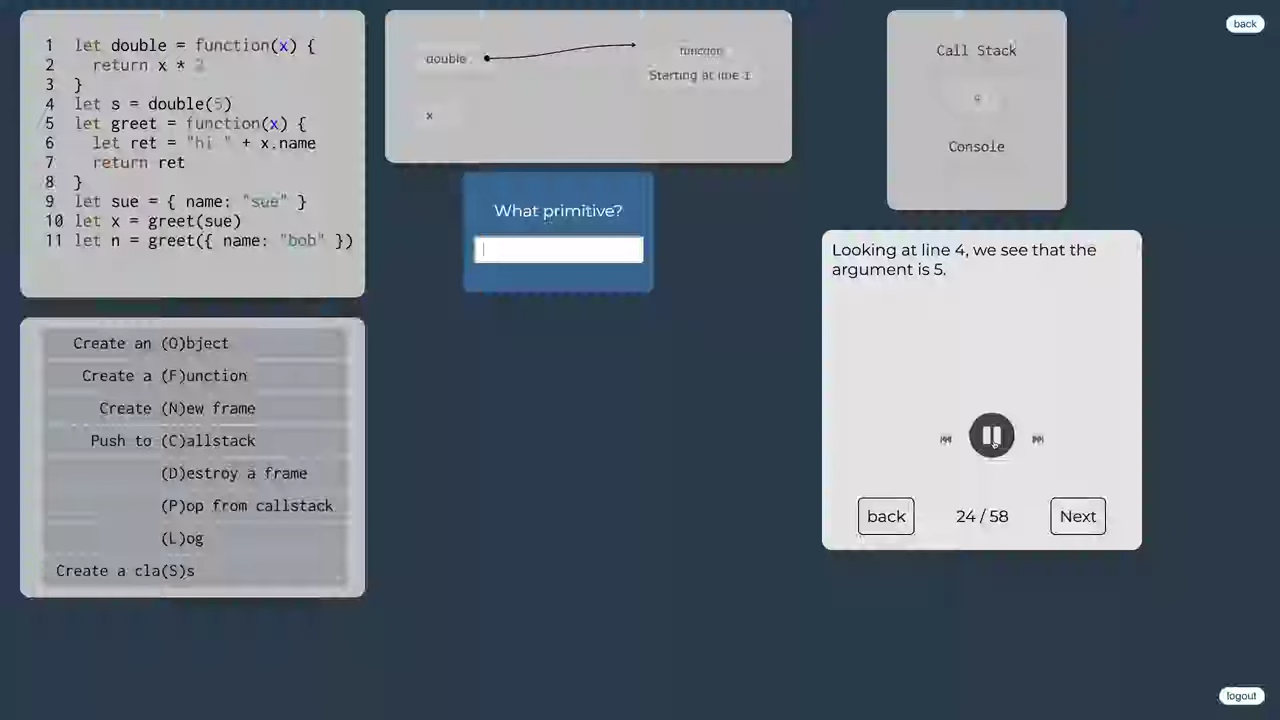 1 let double = function(x) {
2 return x * 2
3 }
4 let s = double(5)
5 let greet = function(x) {
6 let ret = "hi " + x.name
7 return ret
8 }
9 let sue = { name: "sue" }
10 let x = greet(sue)
11 let n = greet({ name: "bob" })
Create an (O)bject
Create a (F)unction
Create (N)ew frame
Push to (C)allstack
(D)estroy a frame
(P)op from callstack
(L)og
Create a cla(S)s
double
function
Starting at line 1
x
What primitive?
Call Stack
Console
back
Looking at line 4, we see that the
argument is 5.
back
24 / 58
Next
logout